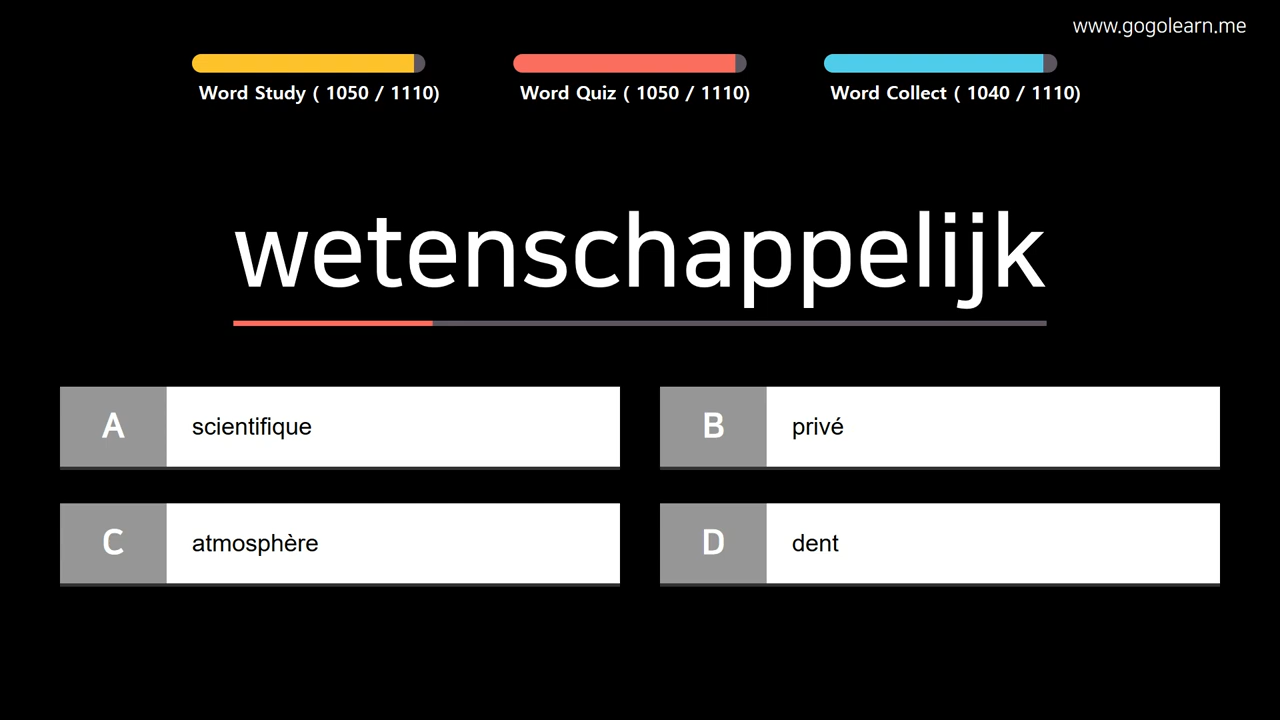 www.gogolearn.me
Word Study ( 1050 / 1110)
Word Quiz ( 1050 / 1110)
Word Collect ( 1040 / 1110)
wetenschappelijk
A scientifique
B privé
C atmosphère
D dent